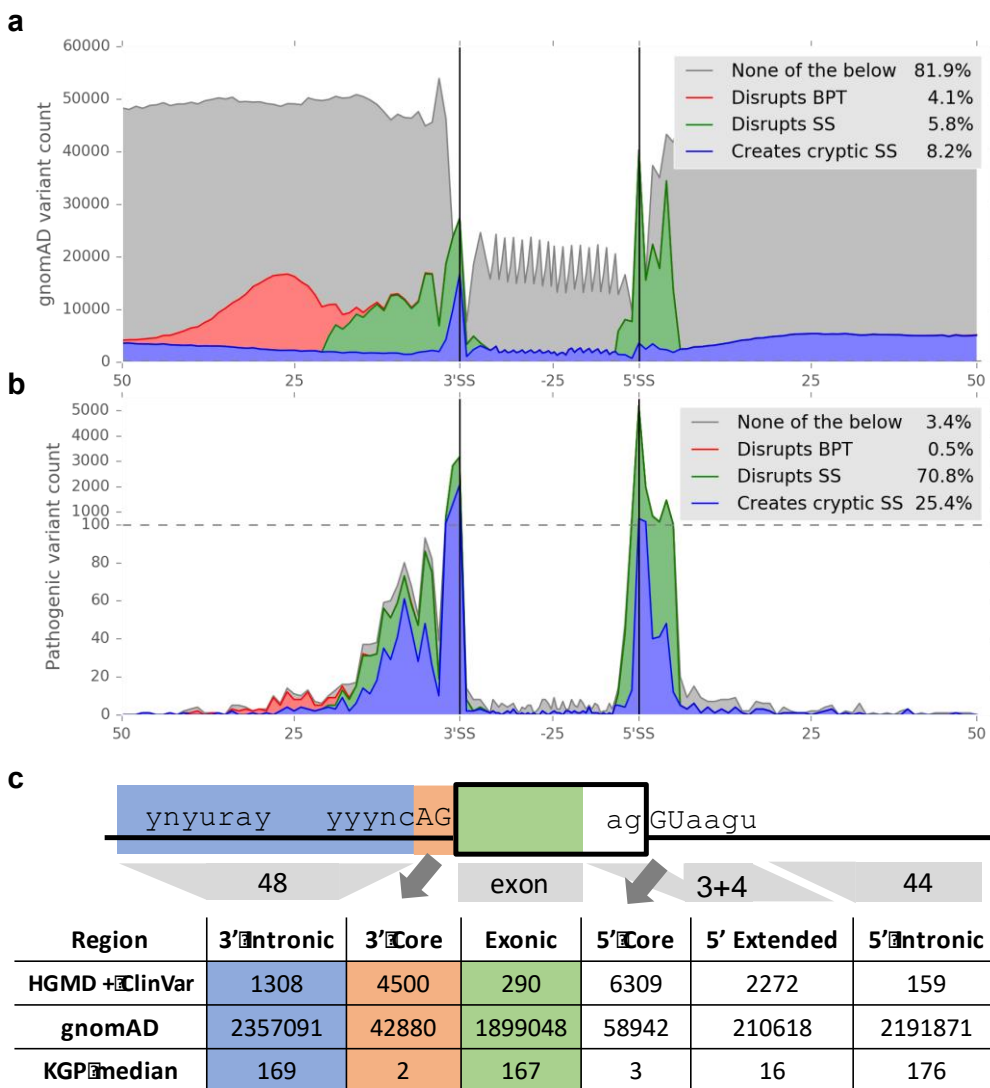 a
60000
50000
40000
30000
20000
10000
0
gnomAD variant count
None of the below 81.9%
Disrupts BPT 4.1%
Disrupts SS 5.8%
Creates cryptic SS 8.2%
50 25 3'SS -25 5'SS 25 50
b
5000
4000
3000
2000
1000
100
80
60
40
20
0
Pathogenic variant count
None of the below 3.4%
Disrupts BPT 0.5%
Disrupts SS 70.8%
Creates cryptic SS 25.4%
50 25 3'SS -25 5'SS 25 50
c
ynyuray yyyncAG ag GUaagu
48 exon 3+4 44
Region 3' Intronic 3' Core Exonic 5' Core 5' Extended 5' Intronic
HGMD + ClinVar 1308 4500 290 6309 2272 159
gnomAD 2357091 42880 1899048 58942 210618 2191871
KGP median 169 2 167 3 16 176